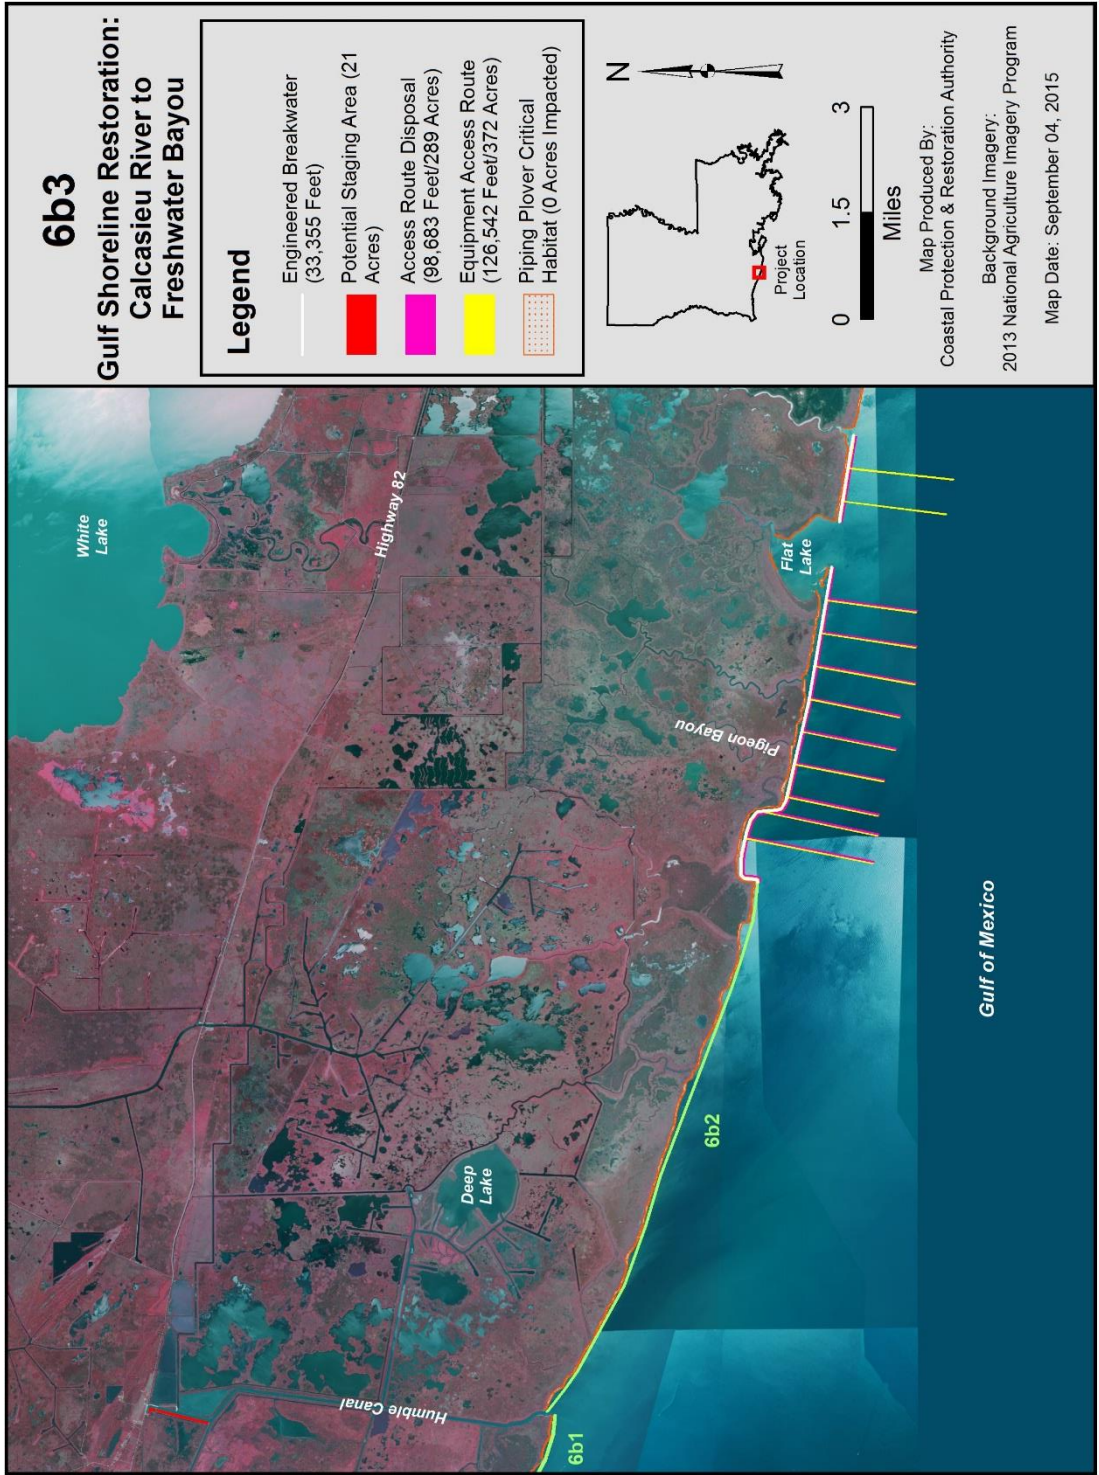 6b3
Gulf Shoreline Restoration:
Calcasieu River to
Freshwater Bayou
Legend
Engineered Breakwater
(33,355 Feet)
Potential Staging Area (21
Acres)
Access Route Disposal
(98,683 Feet/289 Acres)
Equipment Access Route
(126,542 Feet/372 Acres)
Piping Plover Critical
Habitat (0 Acres Impacted)
N
Project
Location
0 1.5 3
Miles
Map Produced By:
Coastal Protection & Restoration Authority
Background Imagery:
2013 National Agriculture Imagery Program
Map Date: September 04, 2015
White
Lake
Highway 82
Flat
Lake
Pigeon Bayou
Deep
Lake
Humble Canal
6b1
6b2
Gulf of Mexico